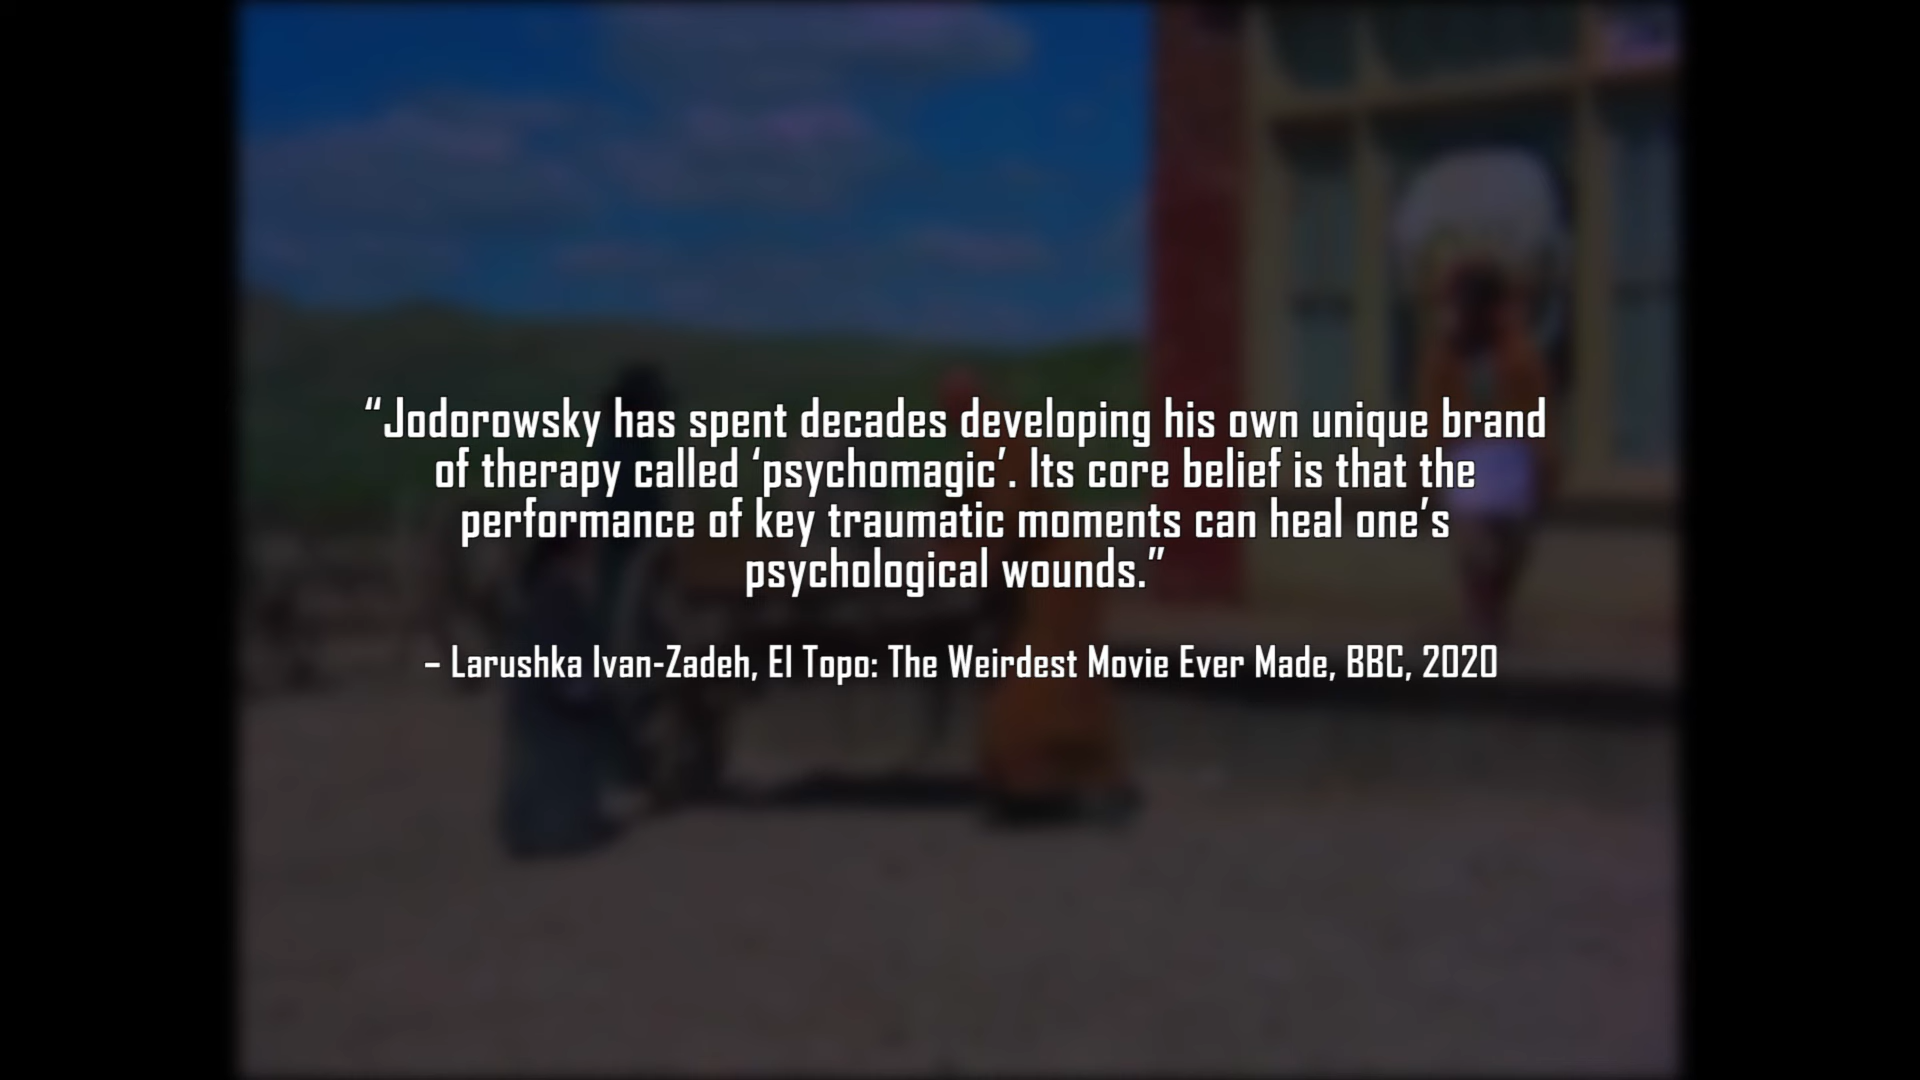 “Jodorowsky has spent decades developing his own unique brand
of therapy called ‘psychomagic’. Its core belief is that the
performance of key traumatic moments can heal one’s
psychological wounds.”
– Larushka Ivan-Zadeh, El Topo: The Weirdest Movie Ever Made, BBC, 2020